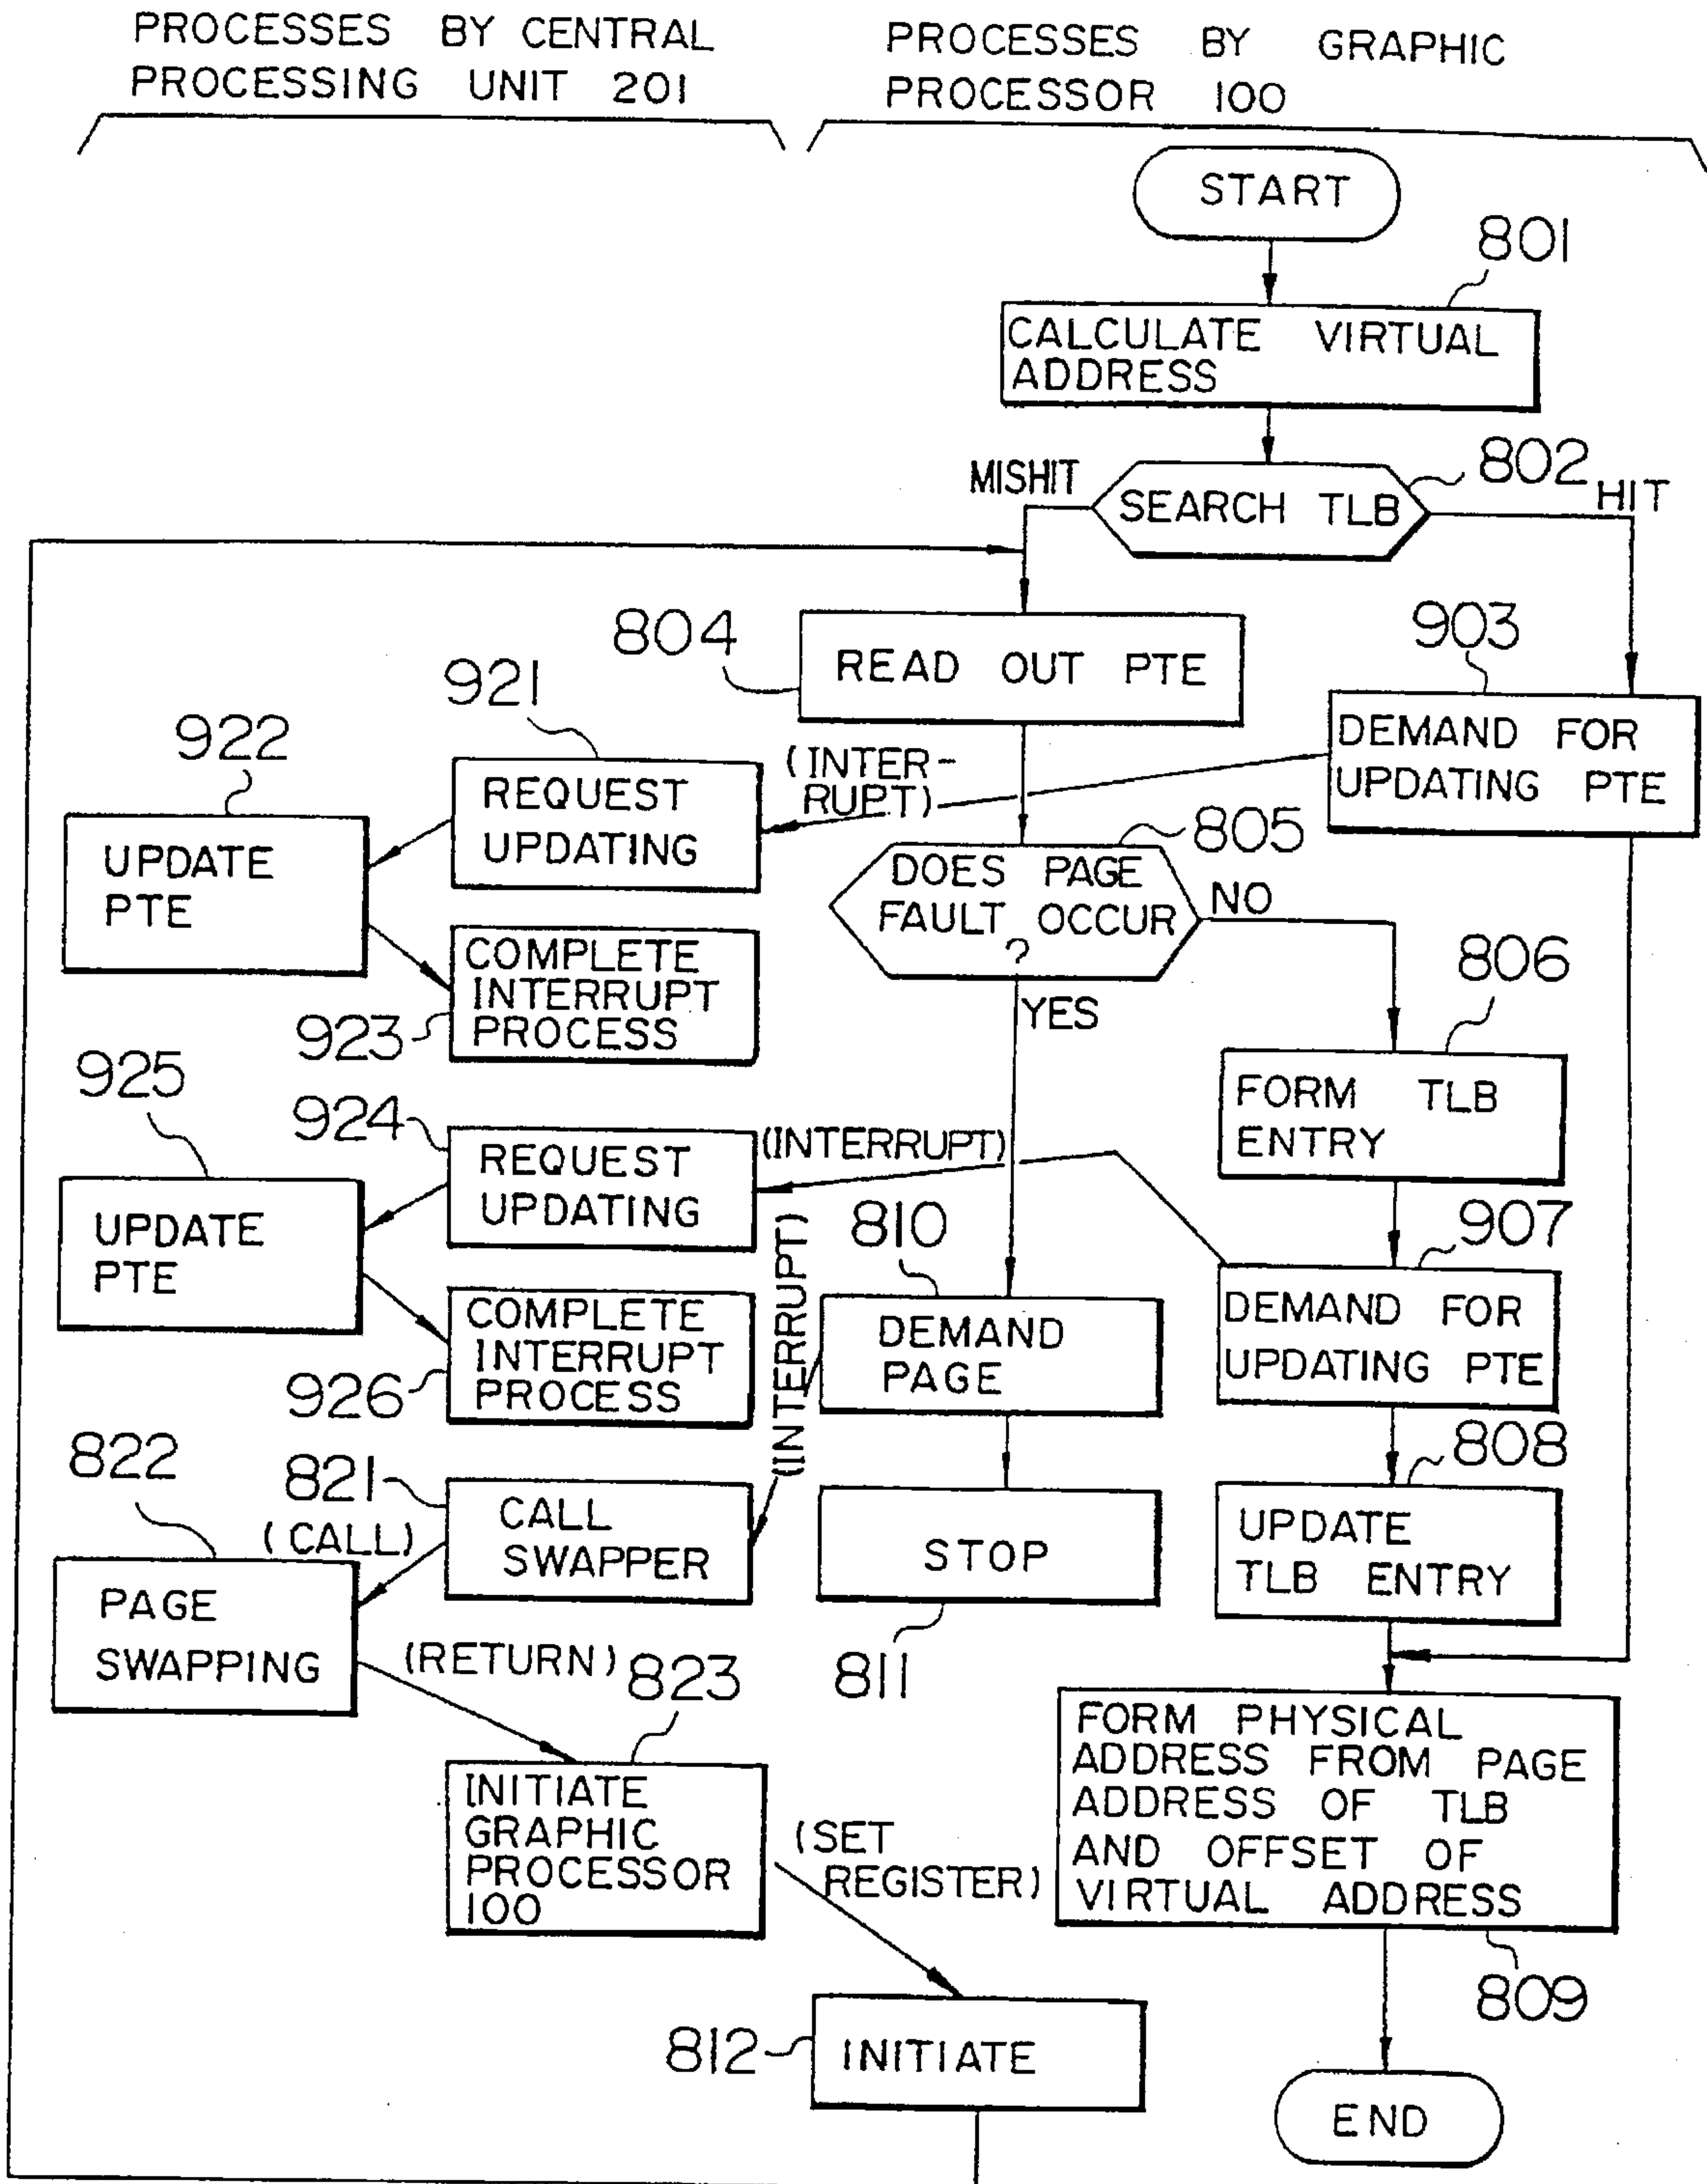 PROCESSES BY CENTRAL
PROCESSING UNIT 201
PROCESSES BY GRAPHIC
PROCESSOR 100
START
801
CALCULATE VIRTUAL
ADDRESS
802
MISHIT
SEARCH TLB
HIT
804
READ OUT PTE
903
DEMAND FOR
UPDATING PTE
921
(INTER-
RUPT)
922
REQUEST
UPDATING
UPDATE
PTE
805
DOES PAGE
FAULT OCCUR
?
NO
YES
COMPLETE
INTERRUPT
PROCESS
923
806
FORM TLB
ENTRY
925
924
REQUEST
UPDATING
(INTERRUPT)
UPDATE
PTE
907
DEMAND FOR
UPDATING PTE
810
DEMAND
PAGE
(INTERRUPT)
COMPLETE
INTERRUPT
PROCESS
926
808
UPDATE
TLB ENTRY
822
821
(CALL)
CALL
SWAPPER
STOP
811
PAGE
SWAPPING
(RETURN)
823
INITIATE
GRAPHIC
PROCESSOR
100
(SET
REGISTER)
FORM PHYSICAL
ADDRESS FROM PAGE
ADDRESS OF TLB
AND OFFSET OF
VIRTUAL ADDRESS
809
812
INITIATE
END